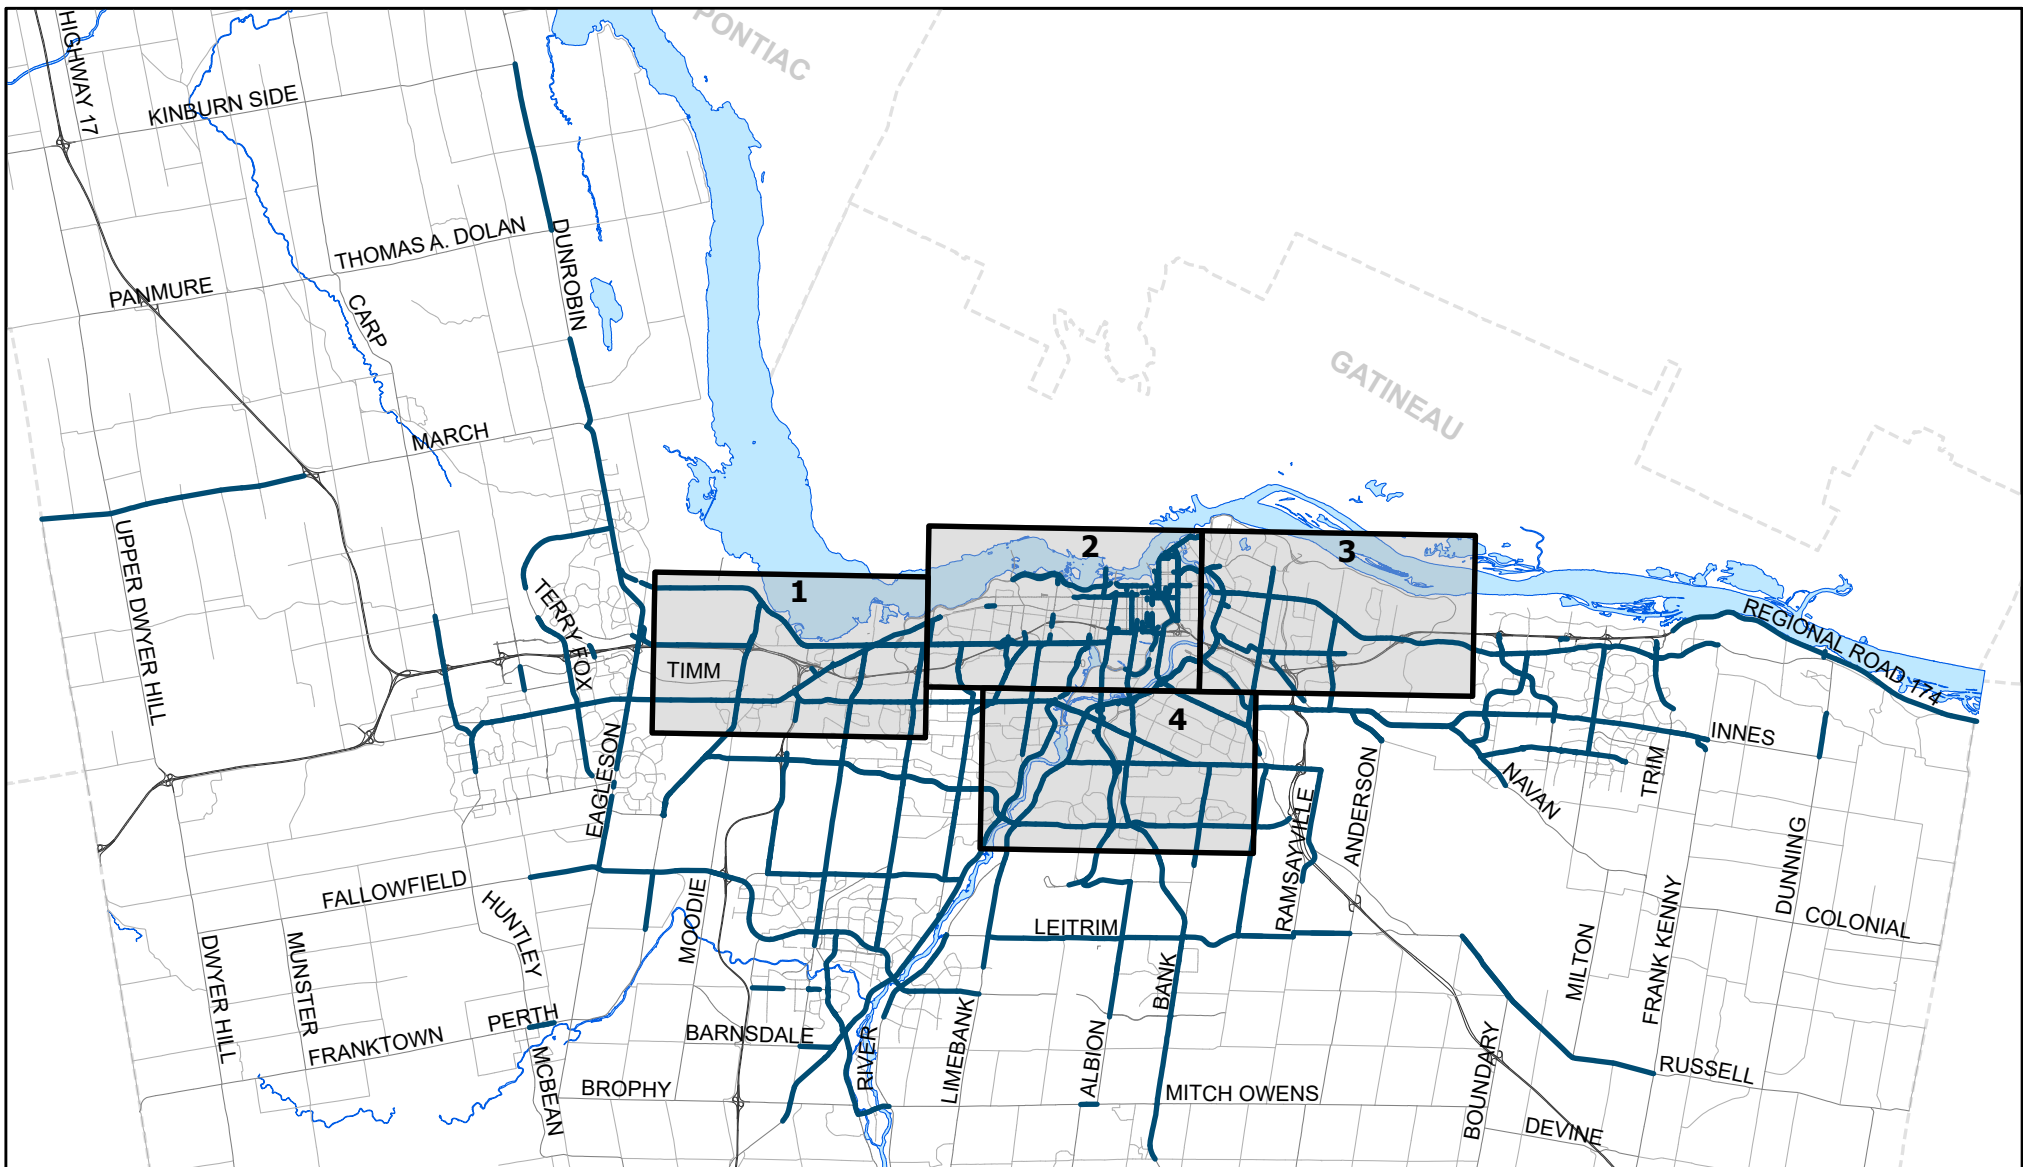 PONTIAC
HIGHWAY 17
KINBURN SIDE
THOMAS A. DOLAN
DUNROBIN
PANMURE
CARP
GATINEAU
MARCH
UPPER DWYER HILL
2
3
1
TERRY FOX
TIMM
REGIONAL ROAD 174
4
INNES
EAGLESON
NAVAN
TRIM
ANDERSON
RAMSAYVILLE
DUNNING
FALLOWFIELD
HUNTLEY
MOODIE
LEITRIM
COLONIAL
FRANK KENNY
MILTON
DWYER HILL
MUNSTER
BANK
PERTH
FRANKTOWN
BARNSDALE
RIVER
LIMEBANK
ALBION
BOUNDARY
RUSSELL
MCBEAN
BROPHY
MITCH OWENS
DEVINE